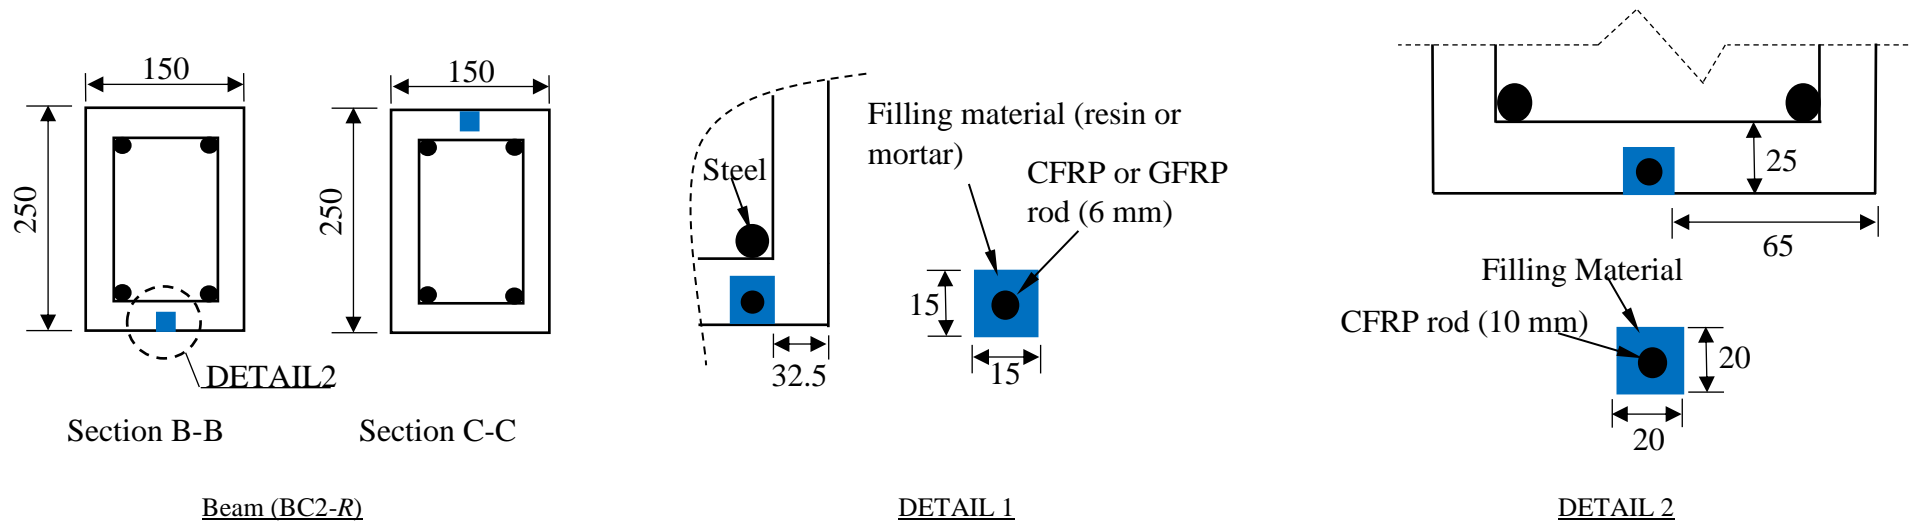 150
250
DETAIL2
Section B-B
150
250
Section C-C
Beam (BC2-R)
Steel
32.5
Filling material (resin or
mortar)
CFRP or GFRP
rod (6 mm)
15
15
DETAIL 1
25
65
Filling Material
CFRP rod (10 mm)
20
20
DETAIL 2